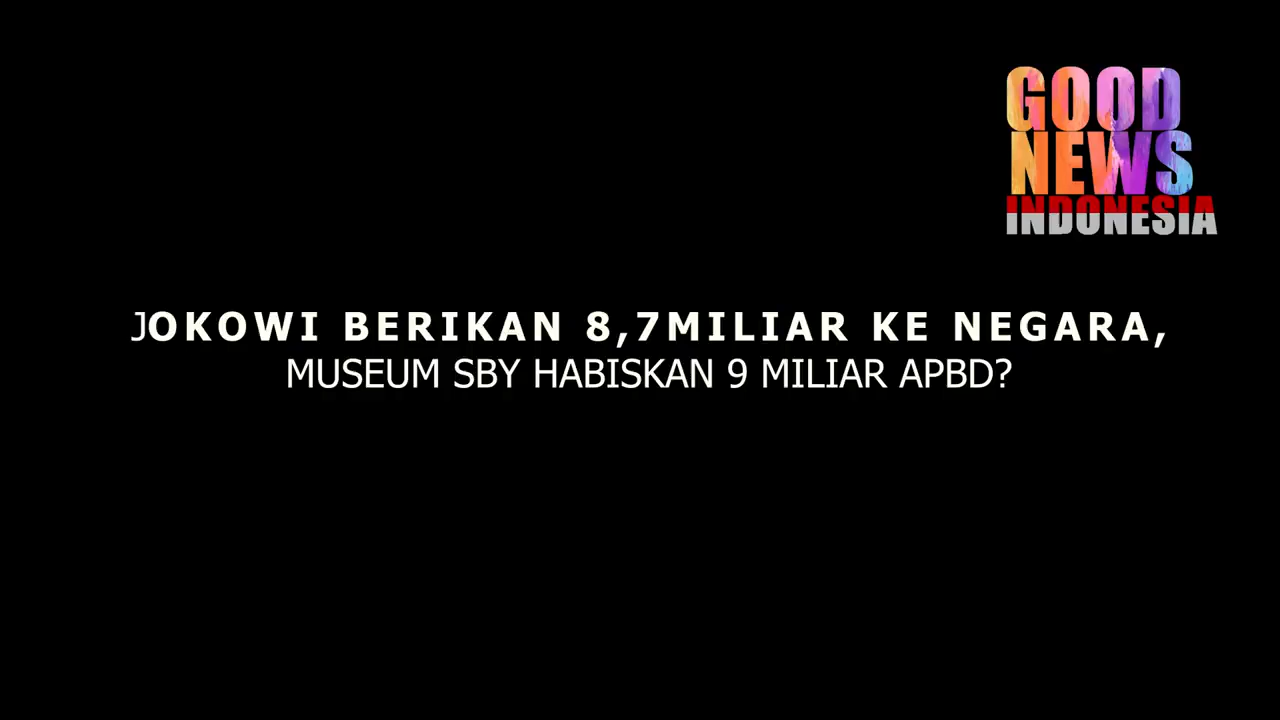 GOOD
NEWS
INDONESIA
JOKOWI BERIKAN 8,7MILIAR KE NEGARA,
MUSEUM SBY HABISKAN 9 MILIAR APBD?